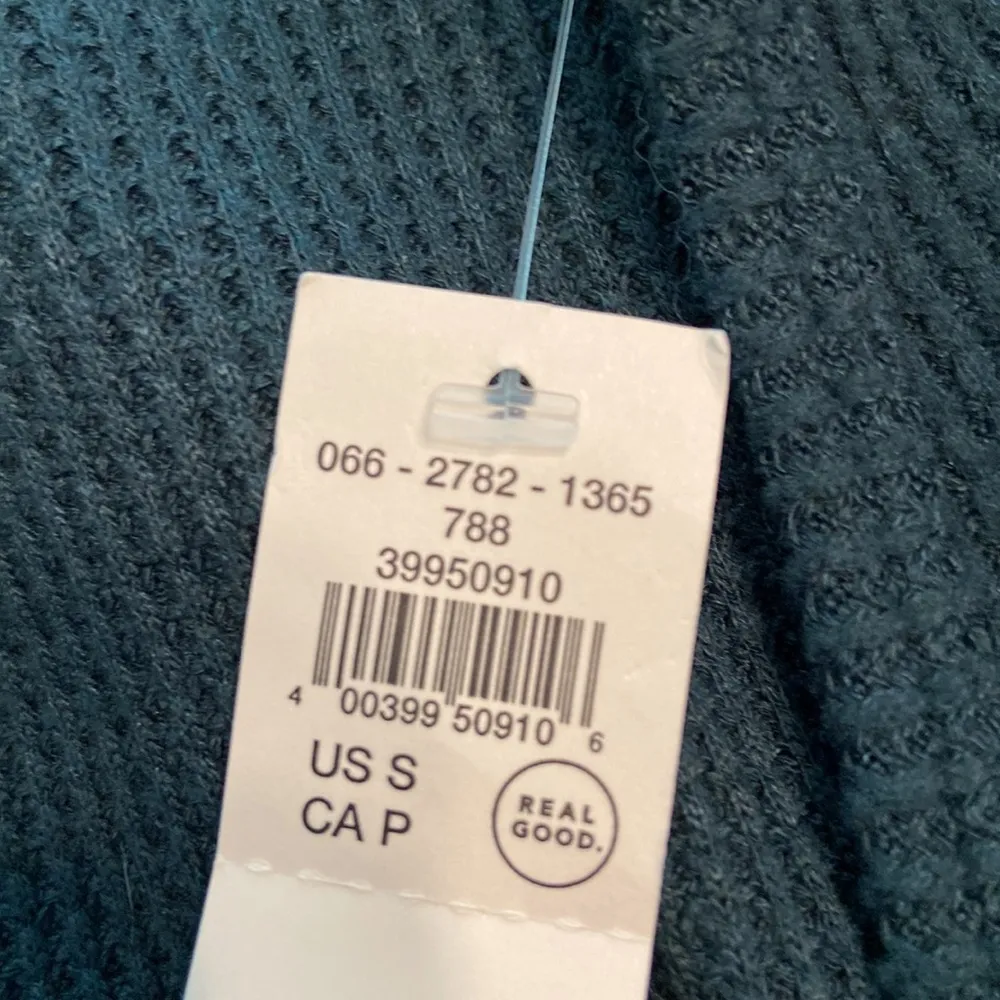 066 - 2782 - 1365
788
39950910
4 00399 50910 6
US S
CA P
REAL
GOOD.